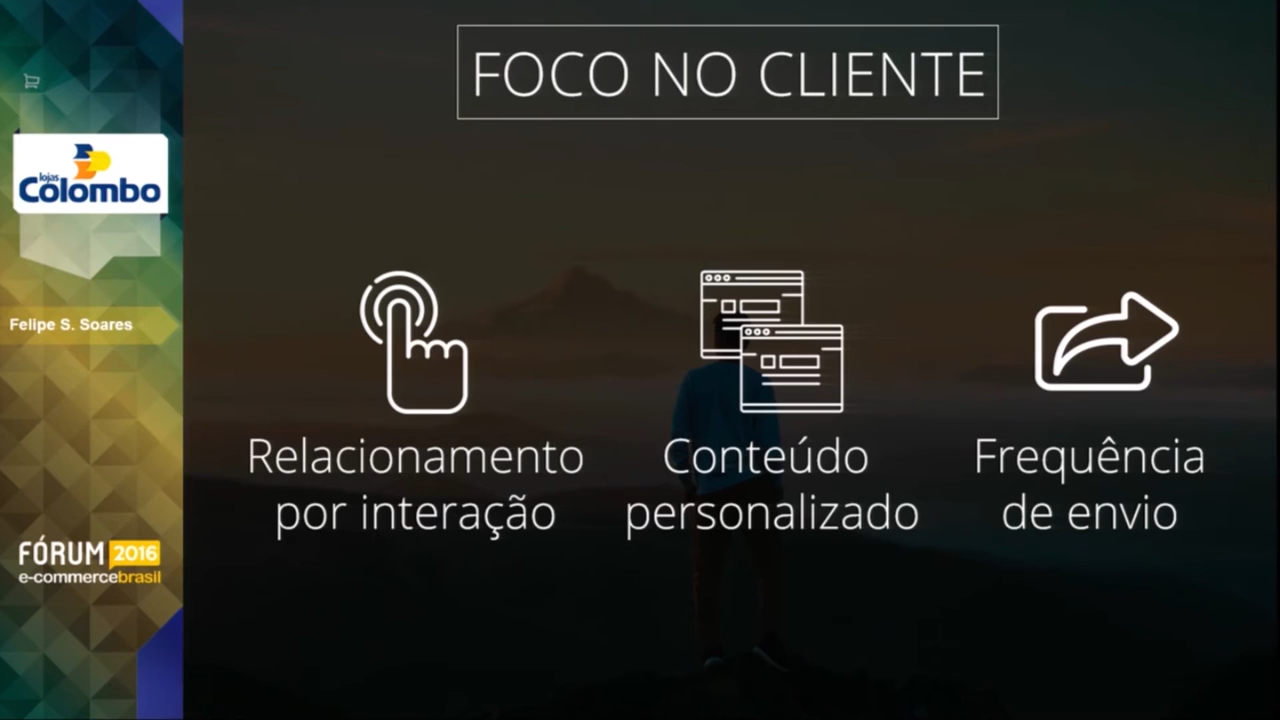 FOCO NO CLIENTE
lojas
Colombo
Felipe S. Soares
Relacionamento
por interação
Conteúdo
personalizado
Frequência
de envio
FÓRUM 2016
e-commercebrasil